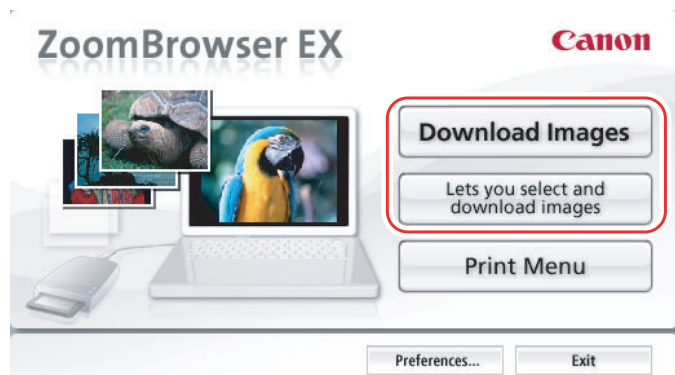 ZoomBrowser EX
Canon
Download Images
Lets you select and
download images
Print Menu
Preferences...
Exit